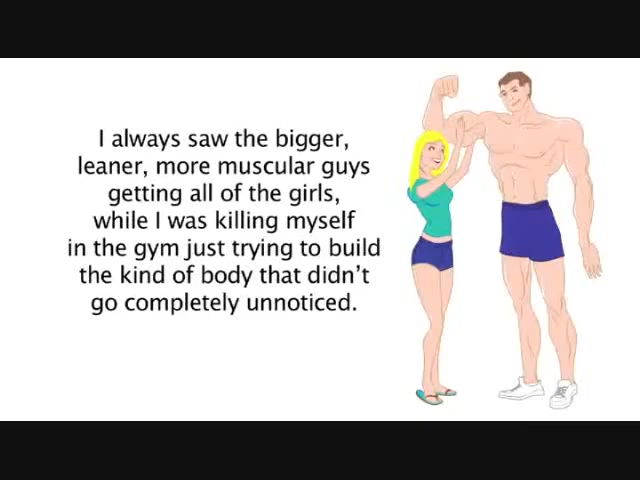 I always saw the bigger,
leaner, more muscular guys
getting all of the girls,
while I was killing myself
in the gym just trying to build
the kind of body that didn’t
go completely unnoticed.